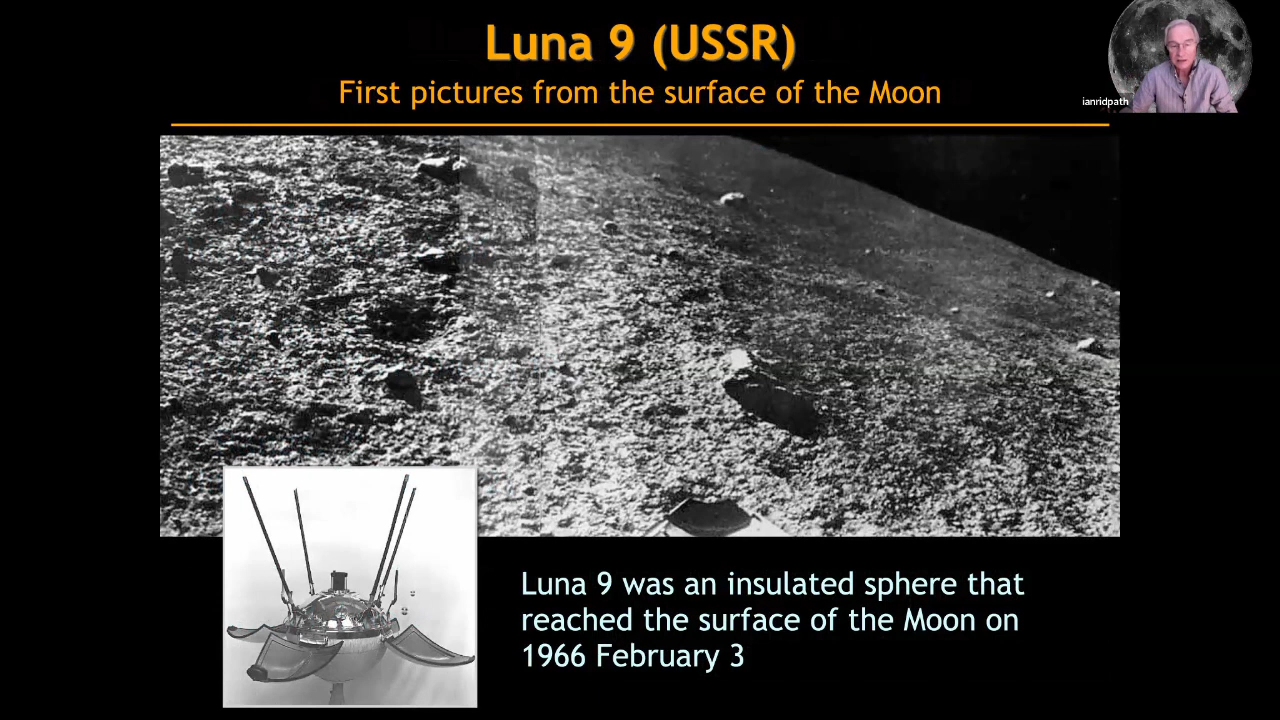 Luna 9 (USSR)
First pictures from the surface of the Moon
ianridpath
Luna 9 was an insulated sphere that
reached the surface of the Moon on
1966 February 3